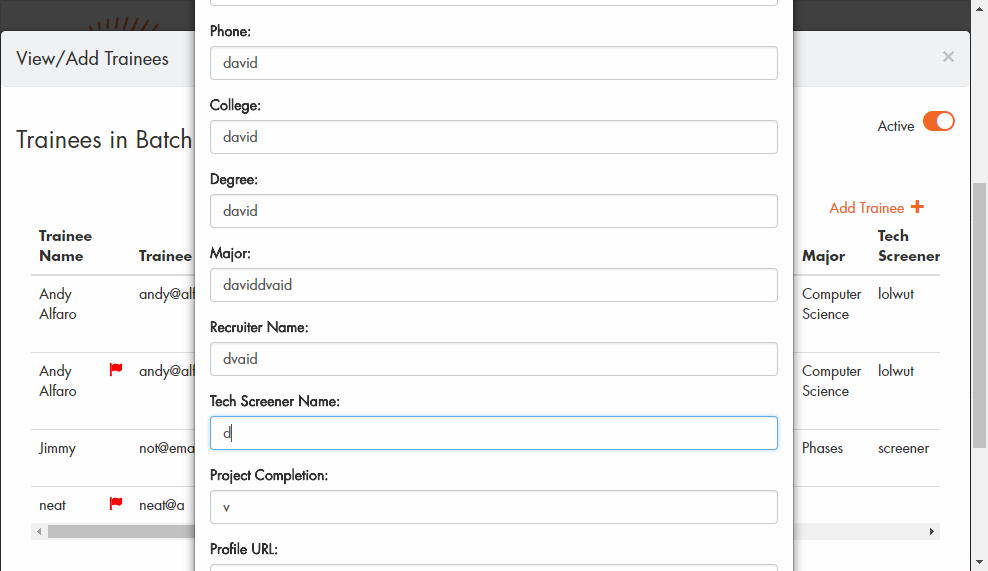 View/Add Trainees
×
Trainees in Batch
Active
Add Trainee +
Trainee Name
Trainee
Major
Tech Screener
Andy Alfaro
andy@alf
Computer Science
lolwut
Andy Alfaro
andy@alf
Computer Science
lolwut
Jimmy
not@ema
Phases
screener
neat
neat@a
Phone:
david
College:
david
Degree:
david
Major:
daviddvaid
Recruiter Name:
dvaid
Tech Screener Name:
d
Project Completion:
v
Profile URL: